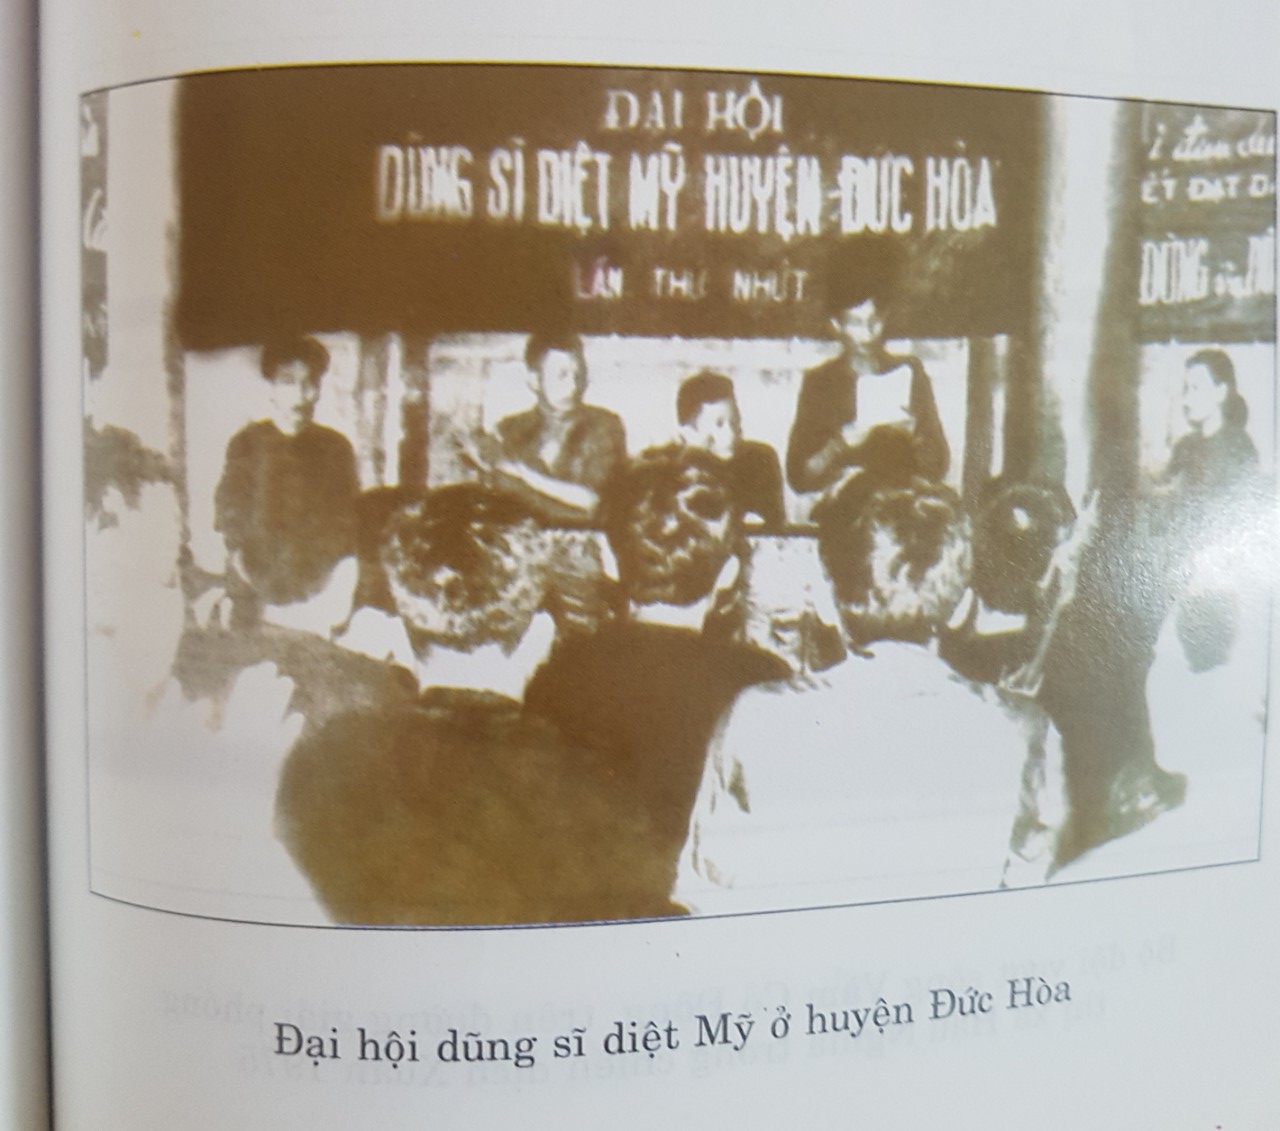 ĐẠI HỘI
DŨNG SĨ DIỆT MỸ HUYỆN ĐỨC HÒA
LẦN THỨ NHỨT
ĐẠT
DŨNG
Đại hội dũng sĩ diệt Mỹ ở huyện Đức Hòa